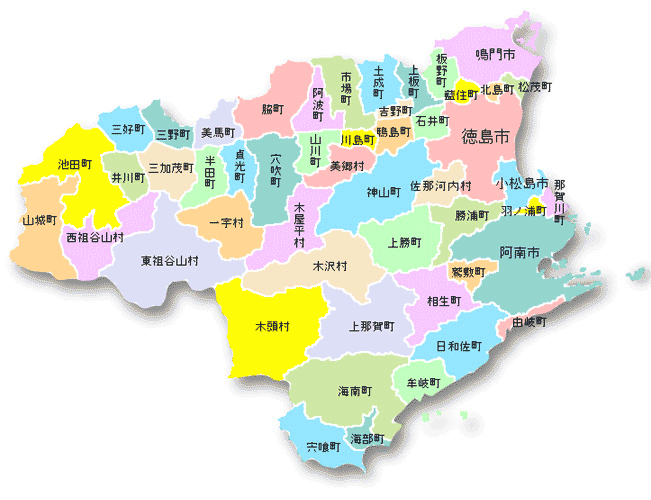 鳴門市
板野町
上板町
土成町
市場町
阿波町
脇町
藍住町
北島町
松茂町
吉野町
石井町
徳島市
三好町
三野町
美馬町
山川町
川島町
鴨島町
池田町
井川町
三加茂町
半田町
貞光町
穴吹町
美郷村
神山町
佐那河内村
小松島市
那賀川町
羽ノ浦町
山城町
西祖谷山村
東祖谷山村
一宇村
木屋平村
勝浦町
上勝町
阿南市
木沢村
鷲敷町
相生町
木頭村
上那賀町
由岐町
日和佐町
海南町
牟岐町
宍喰町
海部町